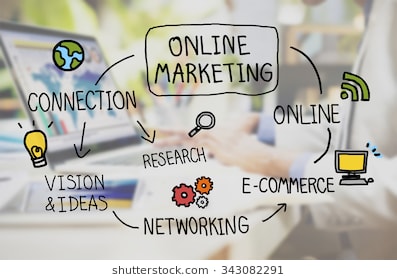 ONLINE
MARKETING
CONNECTION
ONLINE
RESEARCH
VISION
&IDEAS
E-COMMERCE
NETWORKING
shutterstock.com · 343082291